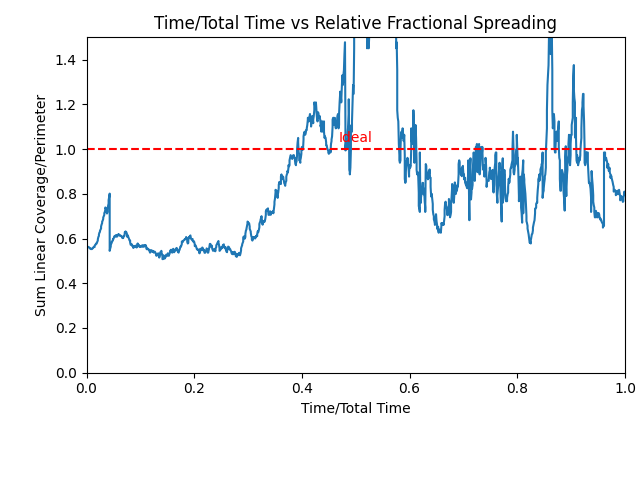 Time/Total Time vs Relative Fractional Spreading
Sum Linear Coverage/Perimeter
1.4
1.2
1.0
0.8
0.6
0.4
0.2
0.0
Ideal
0.0 0.2 0.4 0.6 0.8 1.0
Time/Total Time